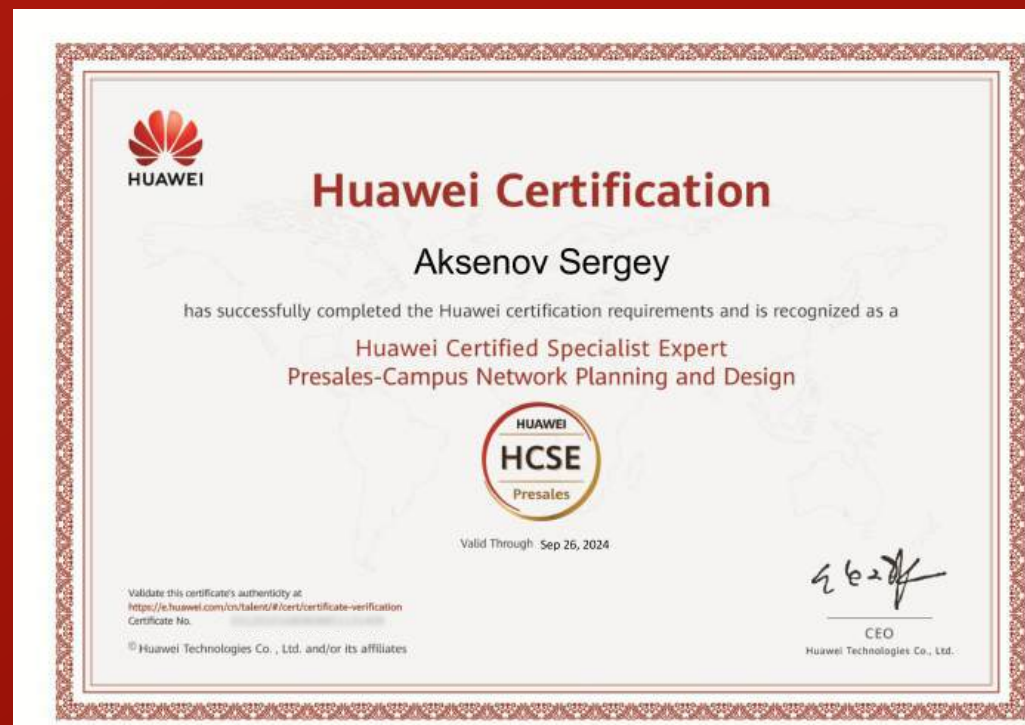 HUAWEI
Huawei Certification
Aksenov Sergey
has successfully completed the Huawei certification requirements and is recognized as a
Huawei Certified Specialist Expert
Presales-Campus Network Planning and Design
HUAWEI
HCSE
Presales
Valid Through Sep 26, 2024
Validate this certificate's authenticity at
https://e.huawei.com/cn/talent/#/cert/certificate-verification
Certificate No.
© Huawei Technologies Co. , Ltd. and/or its affiliates
CEO
Huawei Technologies Co., Ltd.